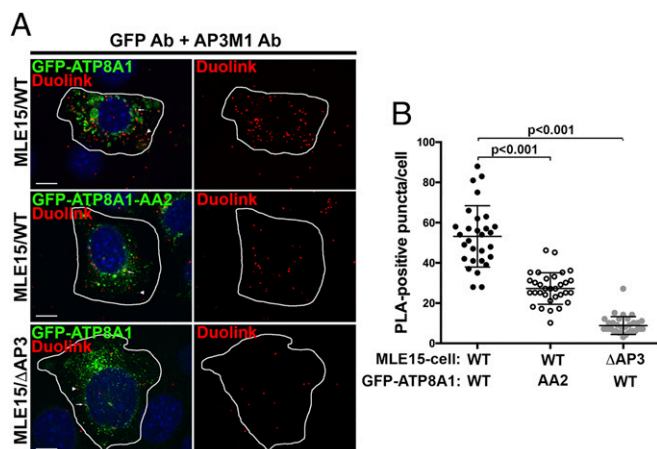 A
GFP Ab + AP3M1 Ab
GFP-ATP8A1
Duolink
Duolink
MLE15/WT
GFP-ATP8A1-AA2
Duolink
Duolink
MLE15/WT
GFP-ATP8A1
Duolink
Duolink
MLE15/ΔAP3
B
p<0.001
p<0.001
PLA-positive puncta/cell
100
80
60
40
20
0
MLE15-cell: WT WT ΔAP3
GFP-ATP8A1: WT AA2 WT